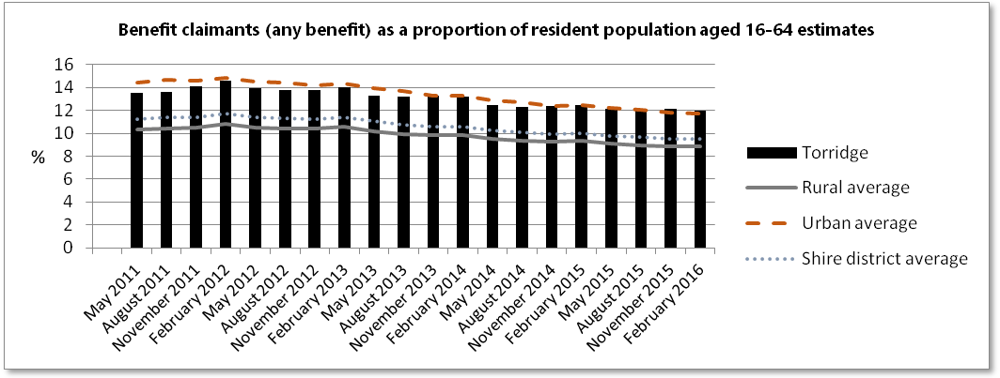 Benefit claimants (any benefit) as a proportion of resident population aged 16-64 estimates
16
14
12
10
8
6
4
2
0
%
May 2011
August 2011
November 2011
February 2012
May 2012
August 2012
November 2012
February 2013
May 2013
August 2013
November 2013
February 2014
May 2014
August 2014
November 2014
February 2015
May 2015
August 2015
November 2015
February 2016
Torridge
Rural average
Urban average
Shire district average